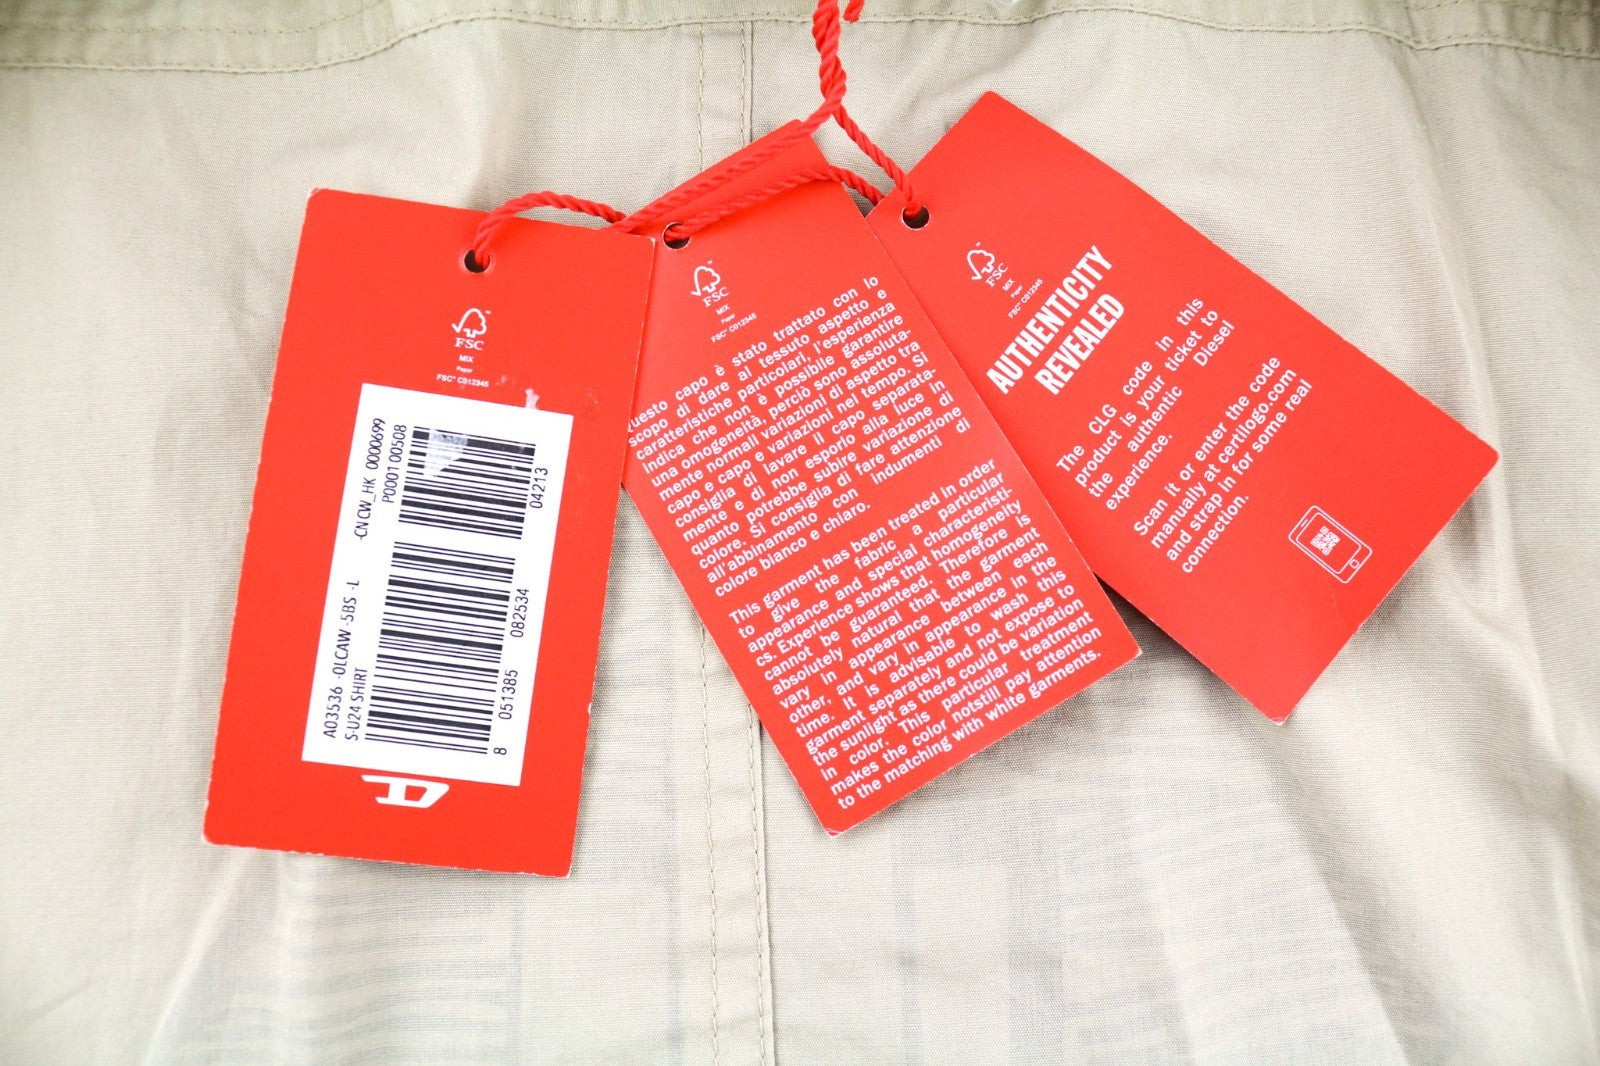 FSC™
MIX
Paper
FSC™ C012345
A03536 -0LCAW -5BS -L
S-U24 SHIRT
-CN CW_HK 0000699
P00001 00508
8 051385 082534
04213
FSC™
MIX
Paper
FSC™ C012345
uesto capo è stato trattato con lo
scopo di dare al tessuto aspetto e
caratteristiche particolari, l'esperienza
indica che non è possibile garantire
una omogeneità, perciò sono assoluta-
mente normali variazioni di aspetto tra
capo e capo e variazioni nel tempo. Si
consiglia di lavare il capo separata-
mente e di non esporlo alla luce in
quanto potrebbe subire variazione di
colore. Si consiglia di fare attenzione
all'abbinamento con indumenti di
colore bianco e chiaro.
This garment has been treated in order
to give the fabric a particular
appearance and special characteristi-
cs. Experience shows that homogeneity
cannot be guaranteed. Therefore is
absolutely natural that the garment
vary in appearance between each
other, and vary in appearance in the
time. It is advisable to wash this
garment separately and not expose to
the sunlight as there could be variation
in color. This particular treatment
makes the color notstill pay attention
to the matching with white garments.
FSC™
MIX
Paper
FSC™ C012345
AUTHENTICITY
REVEALED
The CLG code in this
product is your ticket to
the authentic Diesel
experience.
Scan it or enter the code
manually at certilogo.com
and strap in for some real
connection.